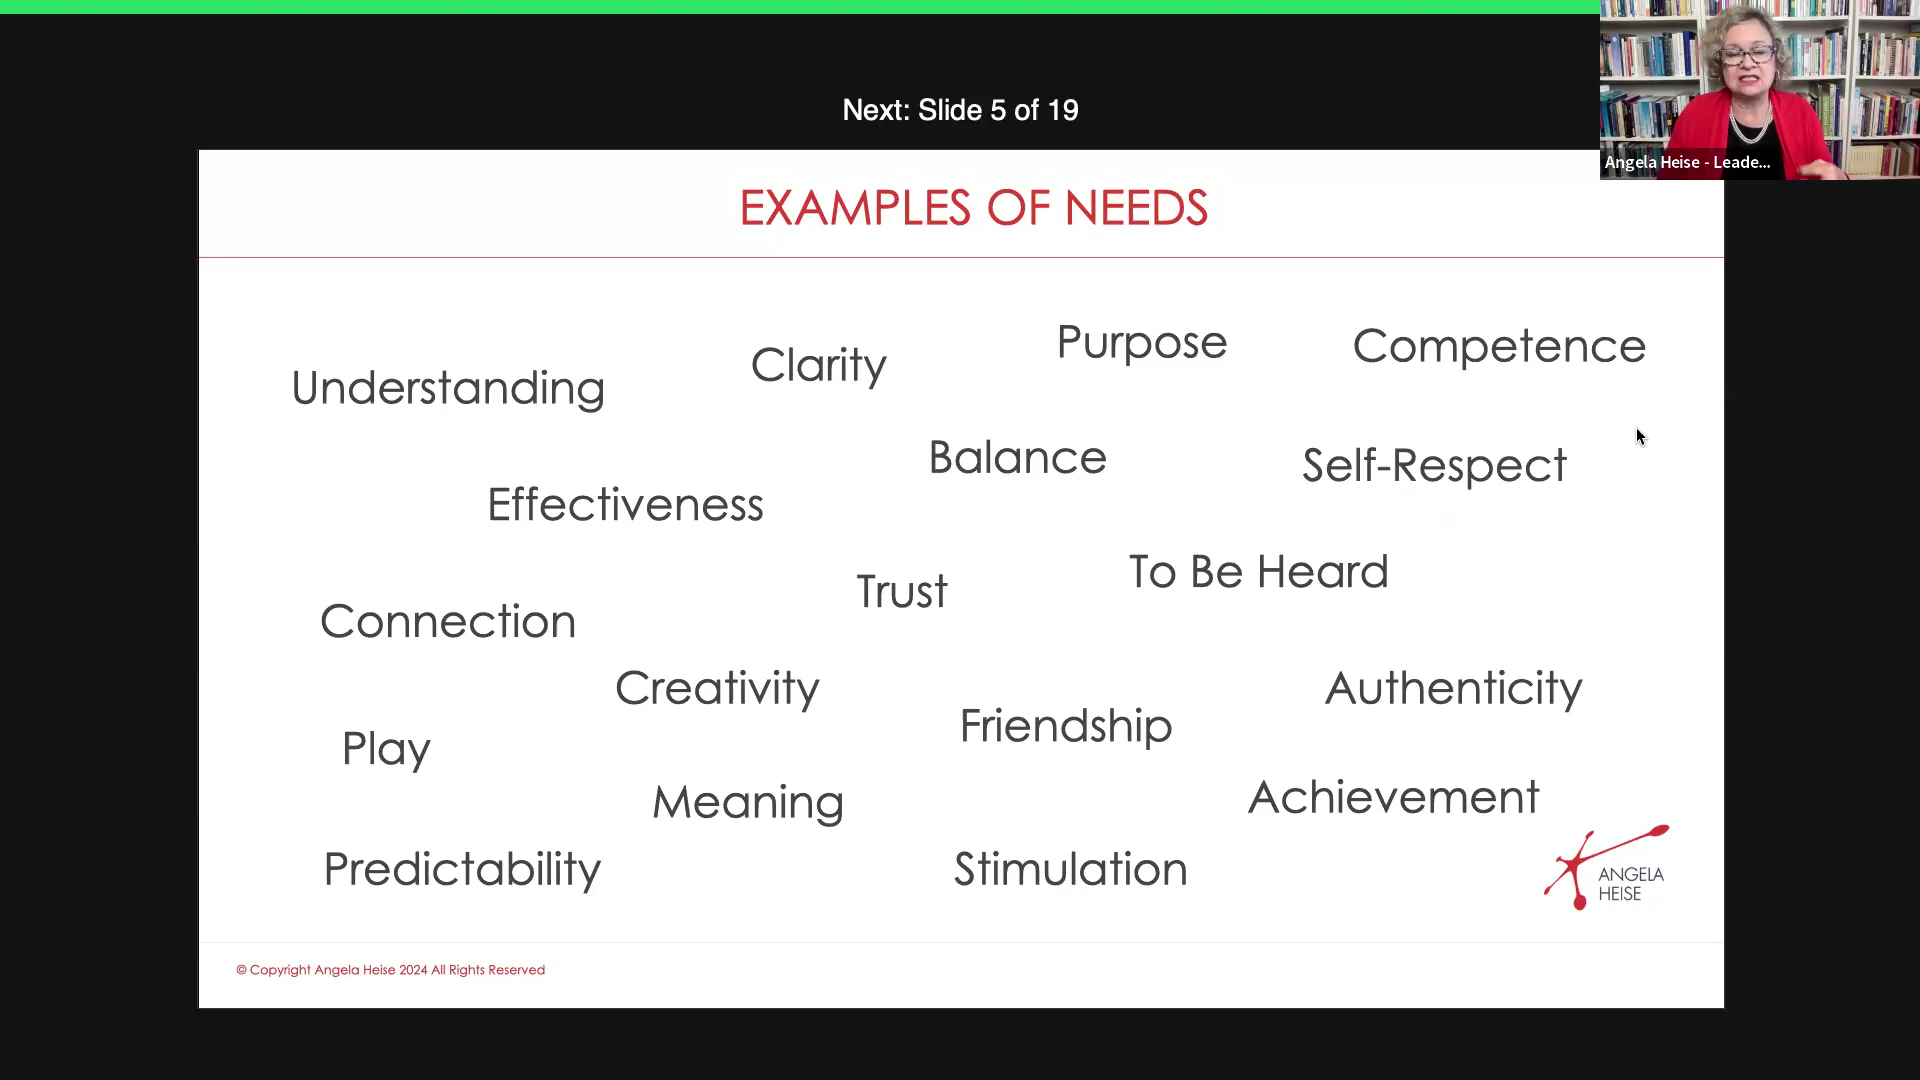 Next: Slide 5 of 19
Angela Heise - Leade...
EXAMPLES OF NEEDS
Understanding
Clarity
Purpose
Competence
Effectiveness
Balance
Self-Respect
Connection
Trust
To Be Heard
Creativity
Friendship
Authenticity
Play
Meaning
Achievement
Predictability
Stimulation
ANGELA
HEISE
© Copyright Angela Heise 2024 All Rights Reserved